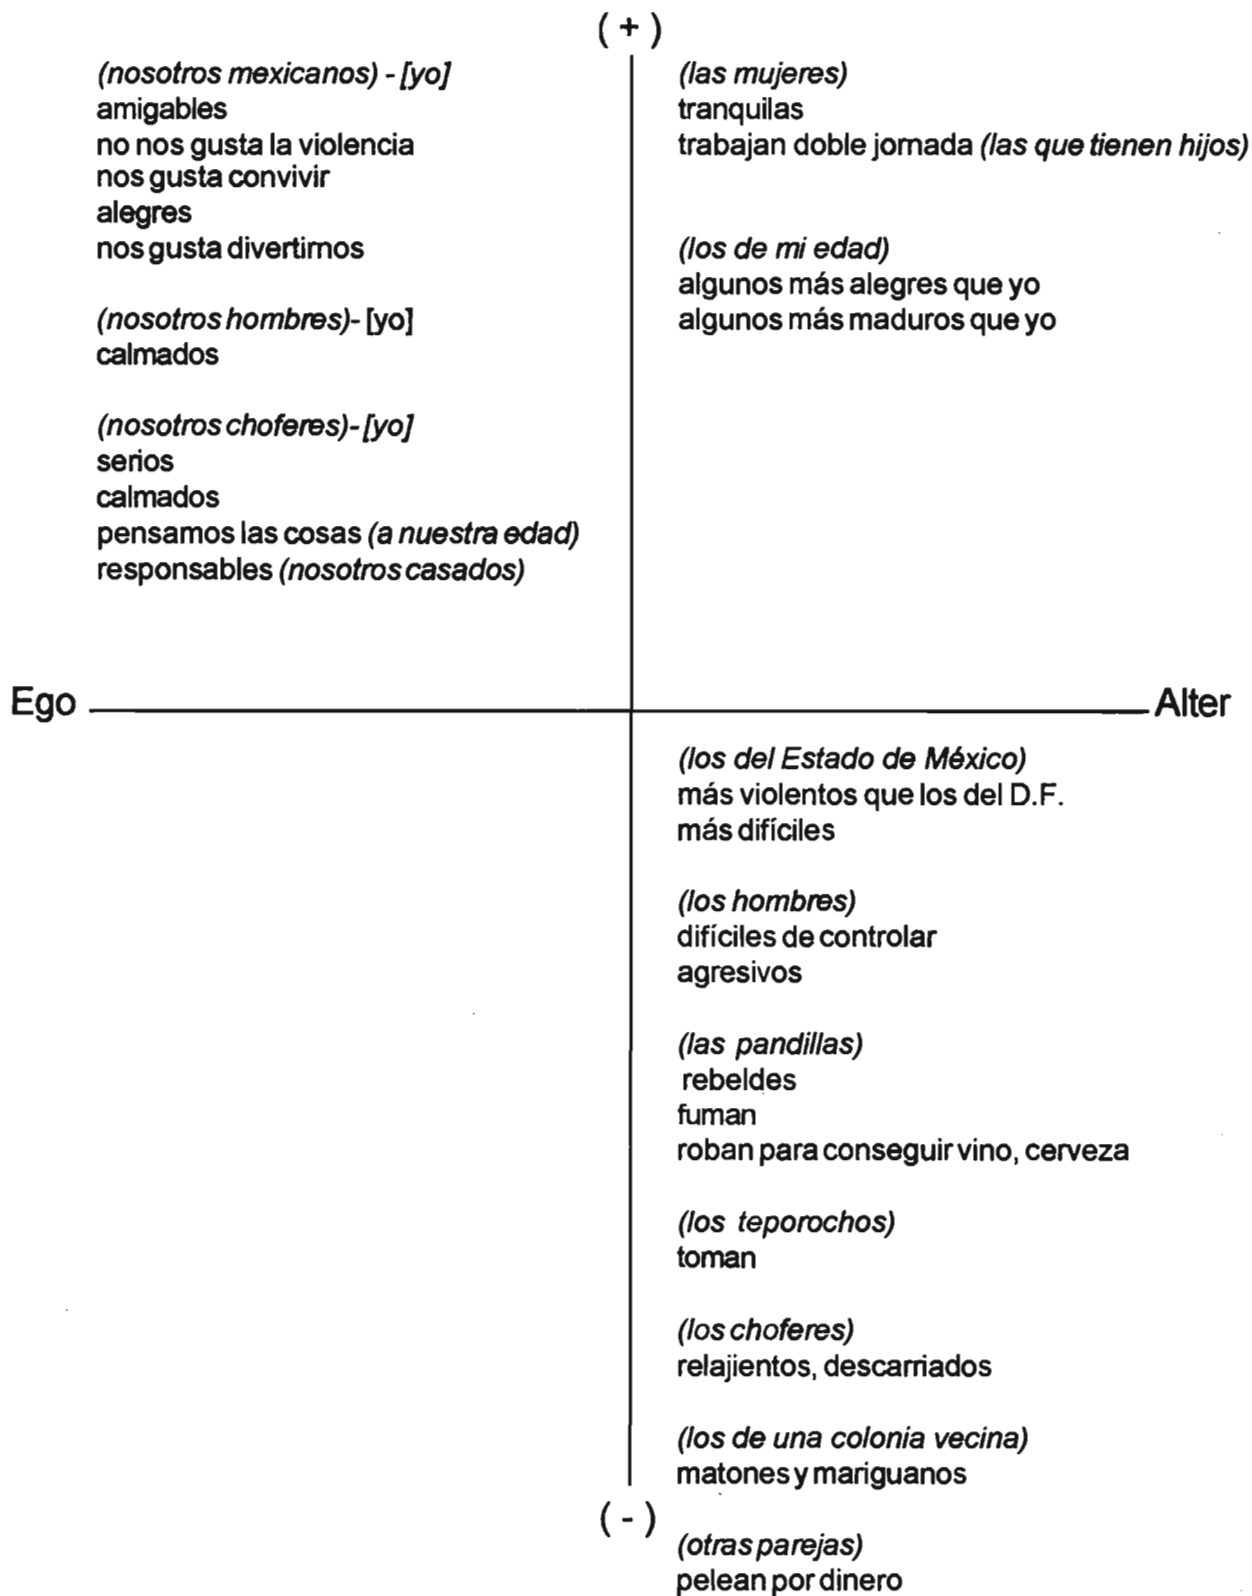 ( + )
(nosotros mexicanos) - [yo]
amigables
no nos gusta la violencia
nos gusta convivir
alegres
nos gusta divertirnos
(nosotros hombres)- [yo]
calmados
(nosotros choferes)- [yo]
serios
calmados
pensamos las cosas (a nuestra edad)
responsables (nosotros casados)
(las mujeres)
tranquilas
trabajan doble jornada (las que tienen hijos)
(los de mi edad)
algunos más alegres que yo
algunos más maduros que yo
Ego
Alter
(los del Estado de México)
más violentos que los del D.F.
más difíciles
(los hombres)
difíciles de controlar
agresivos
(las pandillas)
rebeldes
fuman
roban para conseguir vino, cerveza
(los teporochos)
toman
(los choferes)
relajientos, descarriados
(los de una colonia vecina)
matones y mariguanos
( - )
(otras parejas)
pelean por dinero